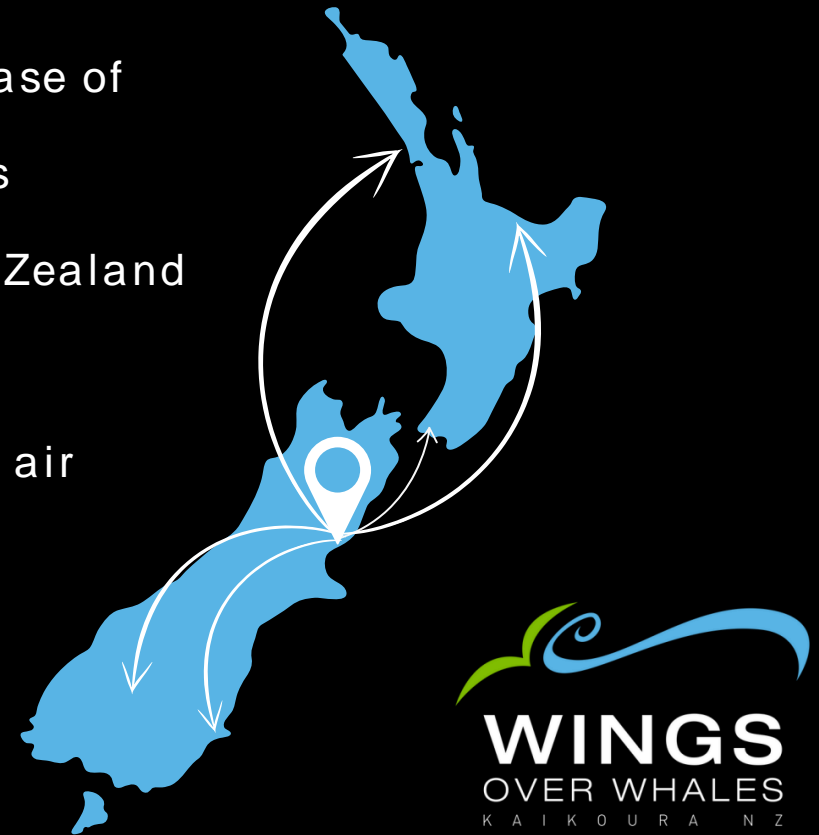 ase of
s
Zealand
air
WINGS
OVER WHALES
KAIKOURA NZ